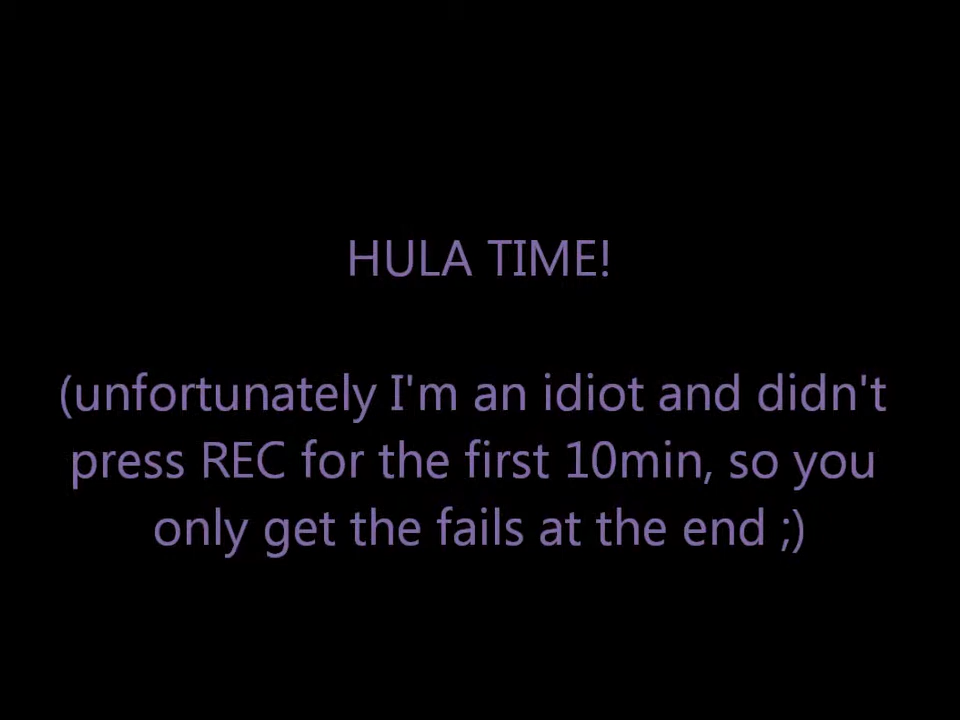 HULA TIME!
(unfortunately I'm an idiot and didn't
press REC for the first 10min, so you
only get the fails at the end ;)